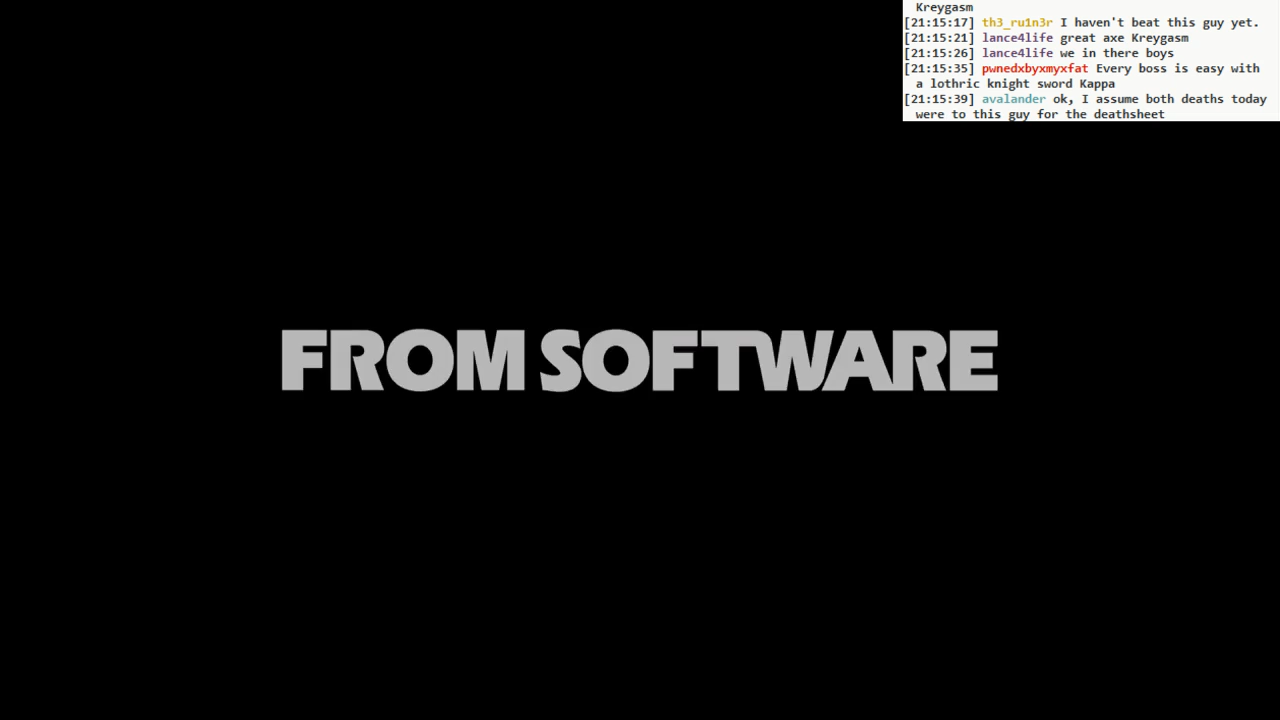 Kreygasm
[21:15:17] th3_ru1n3r I haven't beat this guy yet.
[21:15:21] lance4life great axe Kreygasm
[21:15:26] lance4life we in there boys
[21:15:35] pwnedxbyxmyxfat Every boss is easy with
a lothric knight sword Kappa
[21:15:39] avalander ok, I assume both deaths today
were to this guy for the deathsheet
FROM SOFTWARE